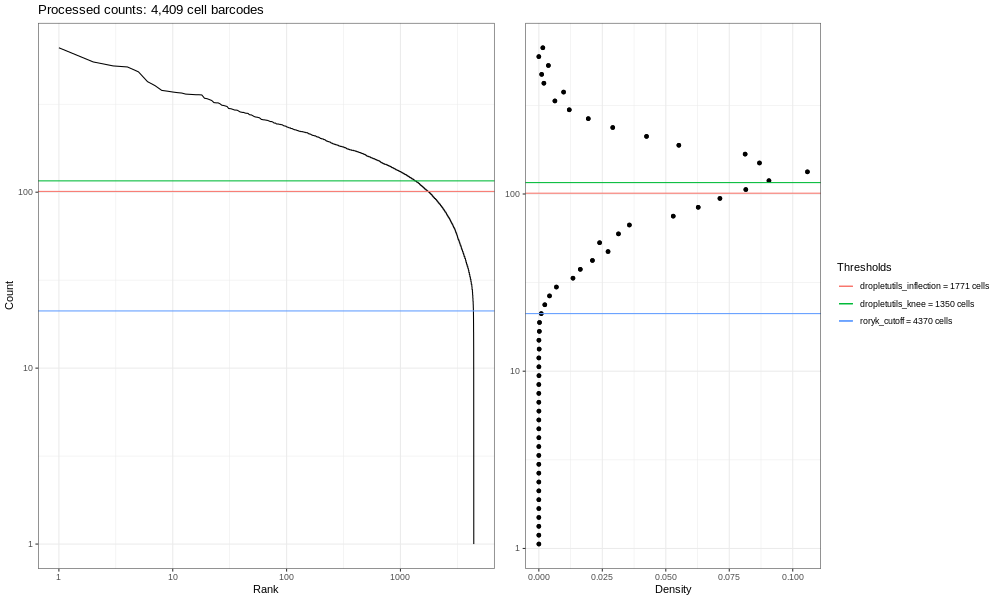 Processed counts: 4,409 cell barcodes
Count
100
10
1
1
10
100
1000
Rank
100
10
1
0.000
0.025
0.050
0.075
0.100
Density
Thresholds
dropletutils_inflection = 1771 cells
dropletutils_knee = 1350 cells
roryk_cutoff = 4370 cells